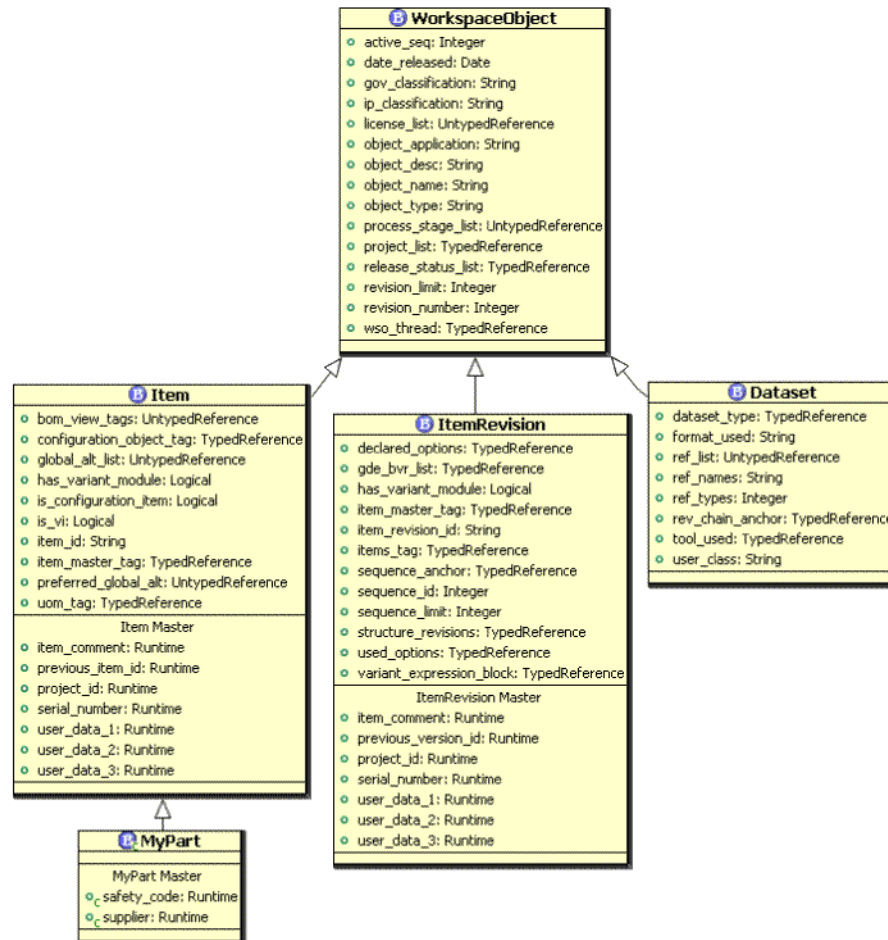 B WorkspaceObject
active_seq: Integer
date_released: Date
gov_classification: String
ip_classification: String
license_list: UntypedReference
object_application: String
object_desc: String
object_name: String
object_type: String
process_stage_list: UntypedReference
project_list: TypedReference
release_status_list: TypedReference
revision_limit: Integer
revision_number: Integer
wso_thread: TypedReference
B Item
bom_view_tags: UntypedReference
configuration_object_tag: TypedReference
global_alt_list: UntypedReference
has_variant_module: Logical
is_configuration_item: Logical
is_vi: Logical
item_id: String
item_master_tag: TypedReference
preferred_global_alt: UntypedReference
uom_tag: TypedReference
Item Master
item_comment: Runtime
previous_item_id: Runtime
project_id: Runtime
serial_number: Runtime
user_data_1: Runtime
user_data_2: Runtime
user_data_3: Runtime
B ItemRevision
declared_options: TypedReference
gde_bvr_list: TypedReference
has_variant_module: Logical
item_master_tag: TypedReference
item_revision_id: String
items_tag: TypedReference
sequence_anchor: TypedReference
sequence_id: Integer
sequence_limit: Integer
structure_revisions: TypedReference
used_options: TypedReference
variant_expression_block: TypedReference
ItemRevision Master
item_comment: Runtime
previous_version_id: Runtime
project_id: Runtime
serial_number: Runtime
user_data_1: Runtime
user_data_2: Runtime
user_data_3: Runtime
B Dataset
dataset_type: TypedReference
format_used: String
ref_list: UntypedReference
ref_names: String
ref_types: Integer
rev_chain_anchor: TypedReference
tool_used: TypedReference
user_class: String
B MyPart
MyPart Master
C safety_code: Runtime
C supplier: Runtime